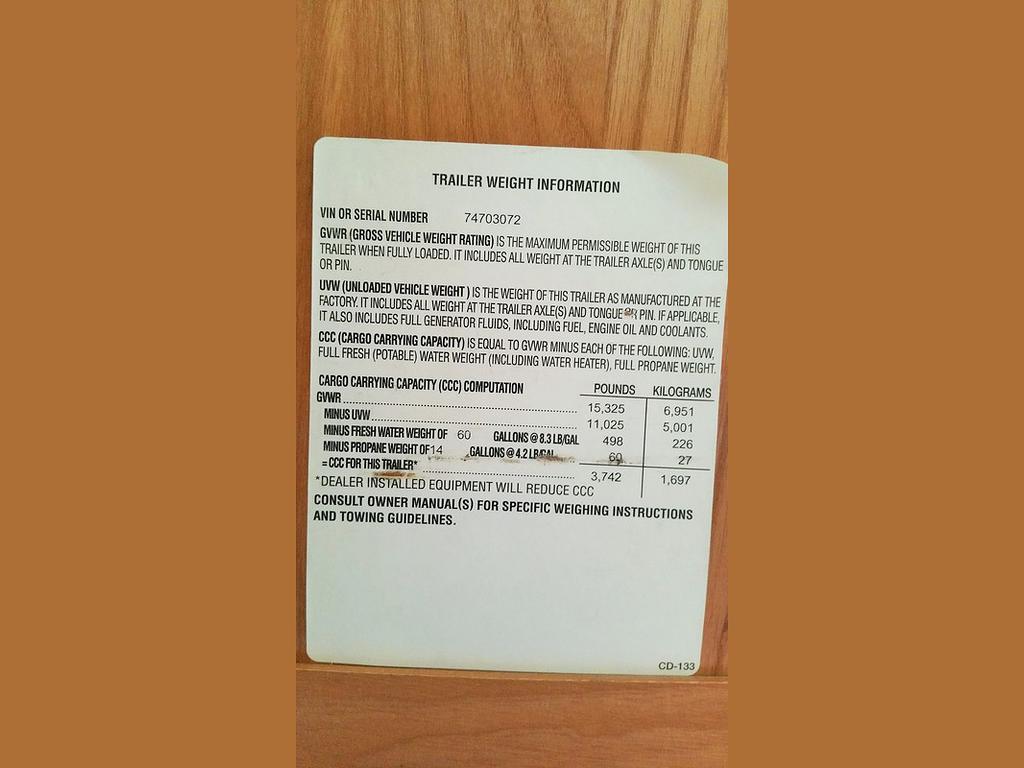 TRAILER WEIGHT INFORMATION
VIN OR SERIAL NUMBER 74703072
GVWR (GROSS VEHICLE WEIGHT RATING) IS THE MAXIMUM PERMISSIBLE WEIGHT OF THIS
TRAILER WHEN FULLY LOADED. IT INCLUDES ALL WEIGHT AT THE TRAILER AXLE(S) AND TONGUE
OR PIN.
UVW (UNLOADED VEHICLE WEIGHT ) IS THE WEIGHT OF THIS TRAILER AS MANUFACTURED AT THE
FACTORY. IT INCLUDES ALL WEIGHT AT THE TRAILER AXLE(S) AND TONGUE OR PIN. IF APPLICABLE,
IT ALSO INCLUDES FULL GENERATOR FLUIDS, INCLUDING FUEL, ENGINE OIL AND COOLANTS.
CCC (CARGO CARRYING CAPACITY) IS EQUAL TO GVWR MINUS EACH OF THE FOLLOWING: UVW,
FULL FRESH (POTABLE) WATER WEIGHT (INCLUDING WATER HEATER), FULL PROPANE WEIGHT.
CARGO CARRYING CAPACITY (CCC) COMPUTATION POUNDS KILOGRAMS
GVWR 15,325 6,951
MINUS UVW 11,025 5,001
MINUS FRESH WATER WEIGHT OF 60 GALLONS @ 8.3 LB/GAL 498 226
MINUS PROPANE WEIGHT OF 14 GALLONS @ 4.2 LB/GAL 60 27
= CCC FOR THIS TRAILER* 3,742 1,697
*DEALER INSTALLED EQUIPMENT WILL REDUCE CCC
CONSULT OWNER MANUAL(S) FOR SPECIFIC WEIGHING INSTRUCTIONS
AND TOWING GUIDELINES.
CD-133